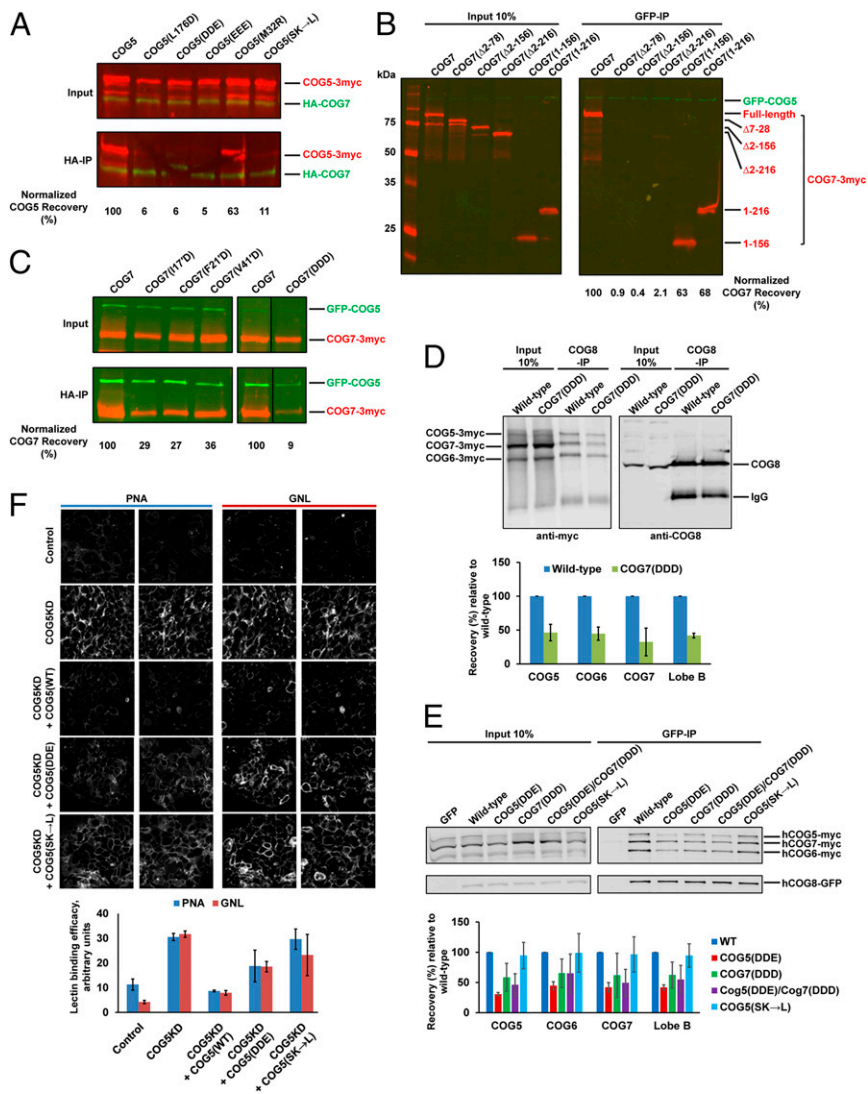 A
COG5
COG5(L176D)
COG5(DDE)
COG5(EEE)
COG5(M32R)
COG5(SK→L)
Input
COG5-3myc
HA-COG7
HA-IP
COG5-3myc
HA-COG7
Normalized
COG5 Recovery
(%)
100 6 6 5 63 11
B
Input 10%
GFP-IP
COG7
COG7(Δ2-78)
COG7(Δ2-156)
COG7(Δ2-216)
COG7(1-156)
COG7(1-216)
COG7
COG7(Δ2-78)
COG7(Δ2-156)
COG7(Δ2-216)
COG7(1-156)
COG7(1-216)
kDa
75
50
35
25
GFP-COG5
Full-length
Δ7-28
Δ2-156
Δ2-216
COG7-3myc
1-216
1-156
100 0.9 0.4 2.1 63 68
Normalized
COG7 Recovery
(%)
C
COG7
COG7(I17'D)
COG7(F21'D)
COG7(V41'D)
COG7
COG7(DDD)
Input
GFP-COG5
COG7-3myc
HA-IP
GFP-COG5
COG7-3myc
Normalized
COG7 Recovery
(%)
100 29 27 36 100 9
D
Input
10%
COG8
-IP
Input
10%
COG8
-IP
Wild-type
COG7(DDD)
Wild-type
COG7(DDD)
Wild-type
COG7(DDD)
Wild-type
COG7(DDD)
COG5-3myc
COG7-3myc
COG6-3myc
COG8
IgG
anti-myc
anti-COG8
Recovery (%) relative to
wild-type
150
100
50
0
Wild-type
COG7(DDD)
COG5 COG6 COG7 Lobe B
E
Input 10%
GFP-IP
GFP
Wild-type
COG5(DDE)
COG7(DDD)
COG5(DDE)/COG7(DDD)
COG5(SK→L)
GFP
Wild-type
COG5(DDE)
COG7(DDD)
COG5(DDE)/COG7(DDD)
COG5(SK→L)
hCOG5-myc
hCOG7-myc
hCOG6-myc
hCOG8-GFP
Recovery (%) relative to
wild-type
150
100
50
0
WT
COG5(DDE)
COG7(DDD)
Cog5(DDE)/Cog7(DDD)
COG5(SK→L)
COG5 COG6 COG7 Lobe B
F
PNA
GNL
Control
COG5KD
COG5KD
+ COG5(WT)
COG5KD
+ COG5(DDE)
COG5KD
+ COG5(SK→L)
Lectin binding efficacy,
arbitrary units
40
30
20
10
0
PNA
GNL
Control
COG5KD
COG5KD
+ COG5(WT)
COG5KD
+ COG5(DDE)
COG5KD
+ COG5(SK→L)